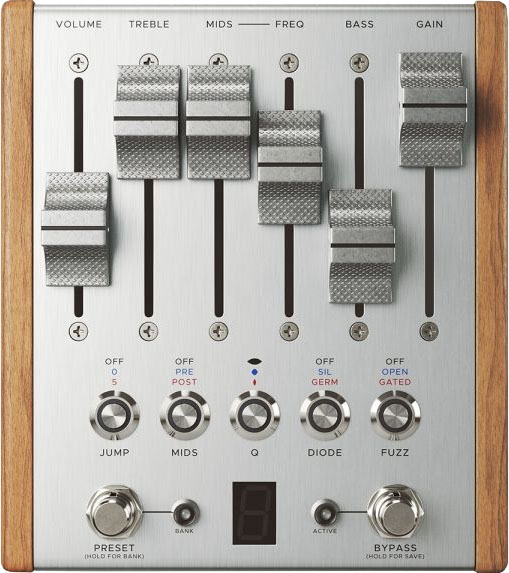 VOLUME TREBLE MIDS FREQ BASS GAIN
OFF OFF OFF OFF
0 PRE SIL OPEN
5 POST GERM GATED
JUMP MIDS Q DIODE FUZZ
BANK ACTIVE
PRESET BYPASS
(HOLD FOR BANK) (HOLD FOR SAVE)